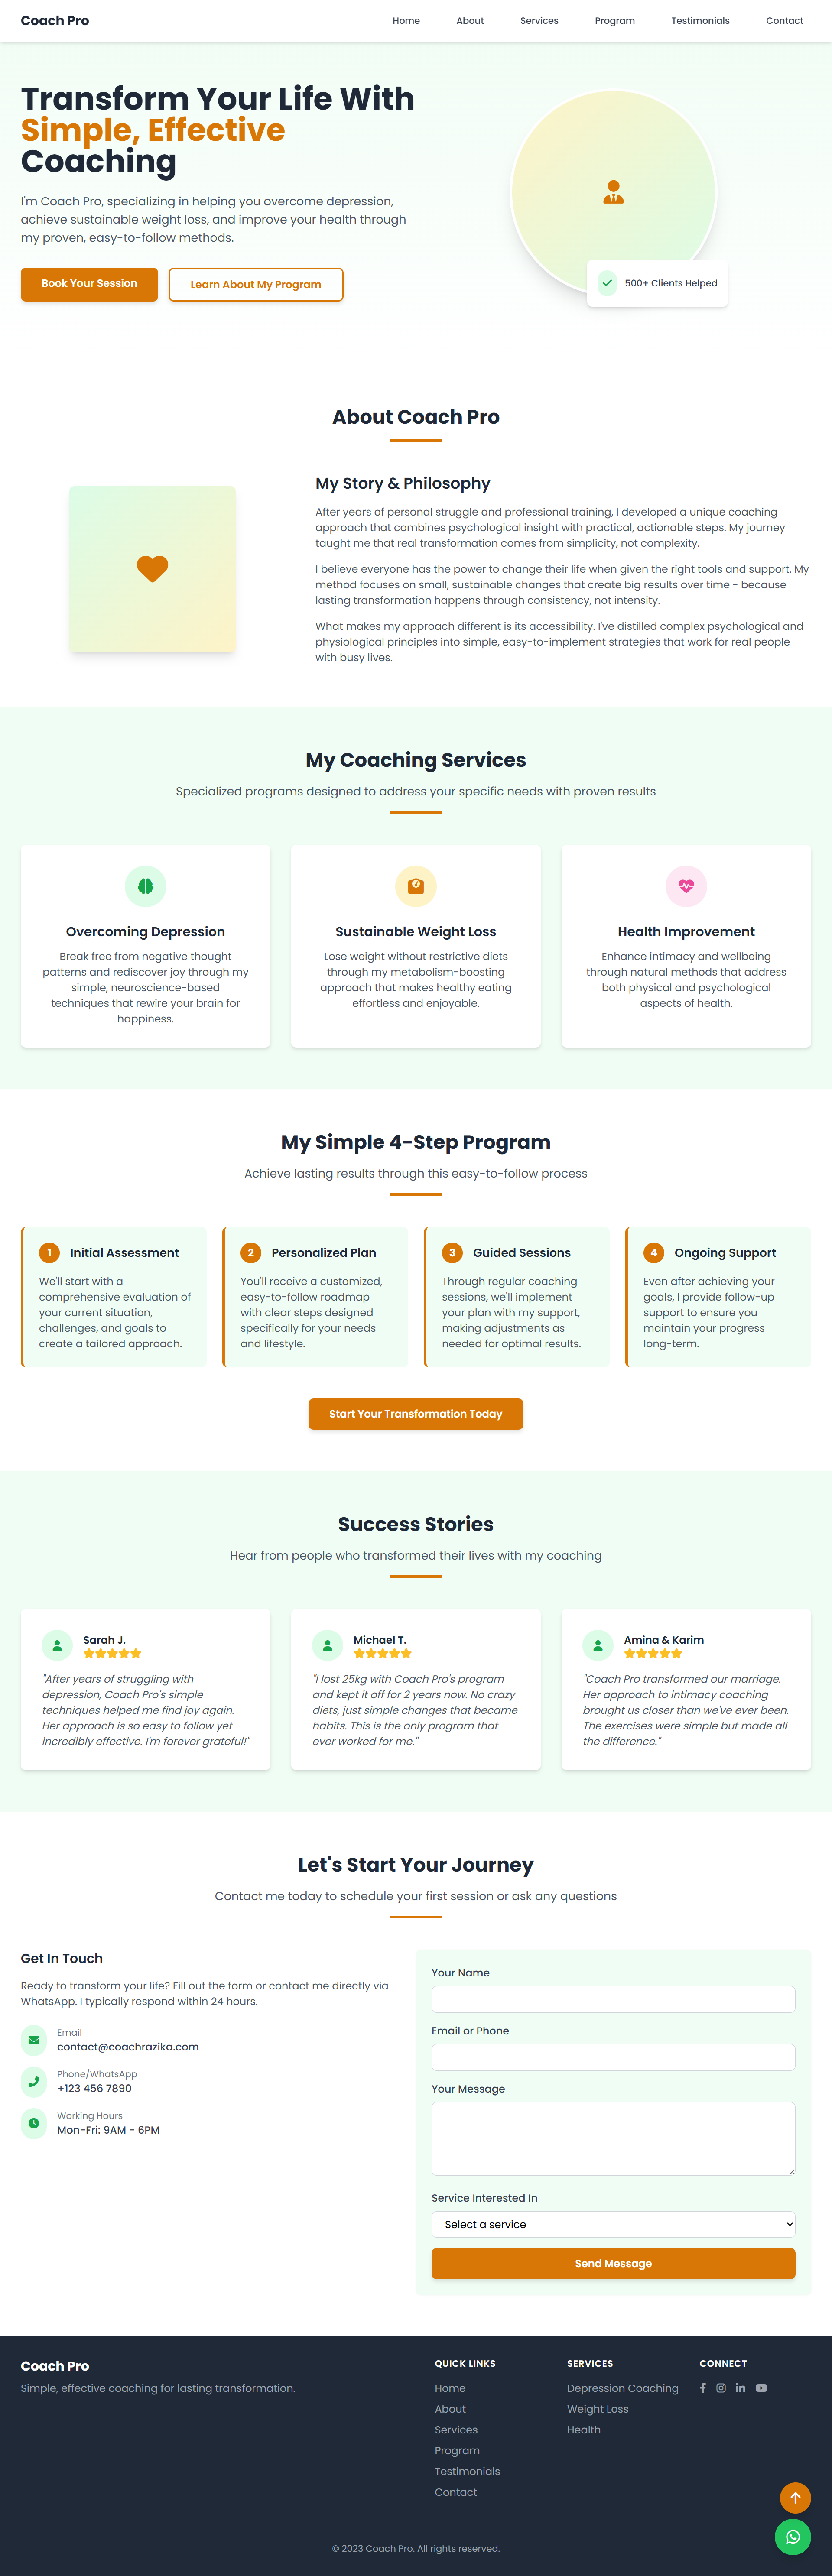 Coach Pro
Home
About
Services
Program
Testimonials
Contact
Transform Your Life With
Simple, Effective
Coaching
I'm Coach Pro, specializing in helping you overcome depression,
achieve sustainable weight loss, and improve your health through
my proven, easy-to-follow methods.
Book Your Session
Learn About My Program
500+ Clients Helped
About Coach Pro
My Story & Philosophy
After years of personal struggle and professional training, I developed a unique coaching
approach that combines psychological insight with practical, actionable steps. My journey
taught me that real transformation comes from simplicity, not complexity.
I believe everyone has the power to change their life when given the right tools and support. My
method focuses on small, sustainable changes that create big results over time - because
lasting transformation happens through consistency, not intensity.
What makes my approach different is its accessibility. I've distilled complex psychological and
physiological principles into simple, easy-to-implement strategies that work for real people
with busy lives.
My Coaching Services
Specialized programs designed to address your specific needs with proven results
Overcoming Depression
Break free from negative thought
patterns and rediscover joy through my
simple, neuroscience-based
techniques that rewire your brain for
happiness.
Sustainable Weight Loss
Lose weight without restrictive diets
through my metabolism-boosting
approach that makes healthy eating
effortless and enjoyable.
Health Improvement
Enhance intimacy and wellbeing
through natural methods that address
both physical and psychological
aspects of health.
My Simple 4-Step Program
Achieve lasting results through this easy-to-follow process
1 Initial Assessment
We'll start with a
comprehensive evaluation of
your current situation,
challenges, and goals to
create a tailored approach.
2 Personalized Plan
You'll receive a customized,
easy-to-follow roadmap
with clear steps designed
specifically for your needs
and lifestyle.
3 Guided Sessions
Through regular coaching
sessions, we'll implement
your plan with my support,
making adjustments as
needed for optimal results.
4 Ongoing Support
Even after achieving your
goals, I provide follow-up
support to ensure you
maintain your progress
long-term.
Start Your Transformation Today
Success Stories
Hear from people who transformed their lives with my coaching
Sarah J.
"After years of struggling with
depression, Coach Pro's simple
techniques helped me find joy again.
Her approach is so easy to follow yet
incredibly effective. I'm forever grateful!"
Michael T.
"I lost 25kg with Coach Pro's program
and kept it off for 2 years now. No crazy
diets, just simple changes that became
habits. This is the only program that
ever worked for me."
Amina & Karim
"Coach Pro transformed our marriage.
Her approach to intimacy coaching
brought us closer than we've ever been.
The exercises were simple but made all
the difference."
Let's Start Your Journey
Contact me today to schedule your first session or ask any questions
Get In Touch
Ready to transform your life? Fill out the form or contact me directly via
WhatsApp. I typically respond within 24 hours.
Email
contact@coachrazika.com
Phone/WhatsApp
+123 456 7890
Working Hours
Mon-Fri: 9AM - 6PM
Your Name
Email or Phone
Your Message
Service Interested In
Select a service
Send Message
Coach Pro
Simple, effective coaching for lasting transformation.
QUICK LINKS
Home
About
Services
Program
Testimonials
Contact
SERVICES
Depression Coaching
Weight Loss
Health
CONNECT
© 2023 Coach Pro. All rights reserved.